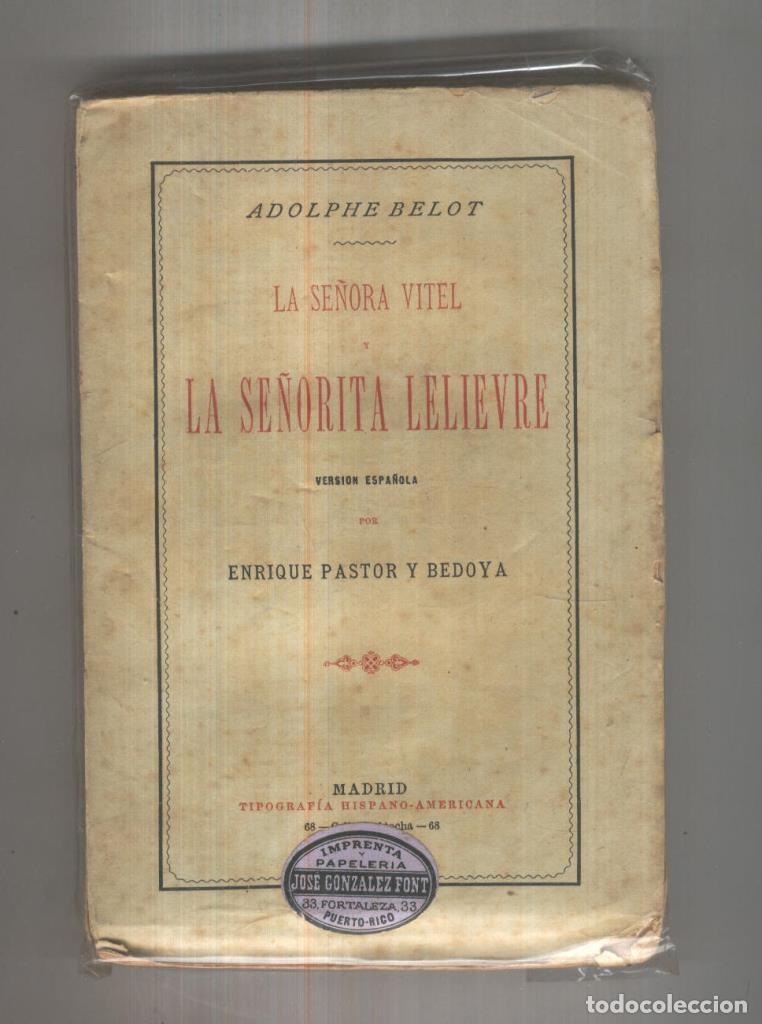 ADOLPHE BELOT
LA SEÑORA VITEL
Y
LA SEÑORITA LELIEVRE
VERSION ESPAÑOLA
POR
ENRIQUE PASTOR Y BEDOYA
MADRID
TIPOGRAFÍA HISPANO-AMERICANA
68 — — 68
IMPRENTA
Y
PAPELERIA
JOSÉ GONZALEZ FONT
33, FORTALEZA, 33
PUERTO-RICO
todocoleccion